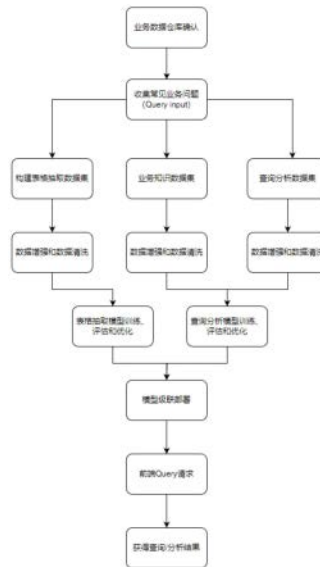 业务数据仓库确认
收集常见业务问题
(Query input)
构建表格抽取数据集
业务知识数据集
查询分析数据集
数据增强和数据清洗
数据增强和数据清洗
数据增强和数据清洗
表格抽取模型训练、
评估和优化
查询分析模型训练、
评估和优化
模型级联部署
前端Query请求
获得查询/分析结果